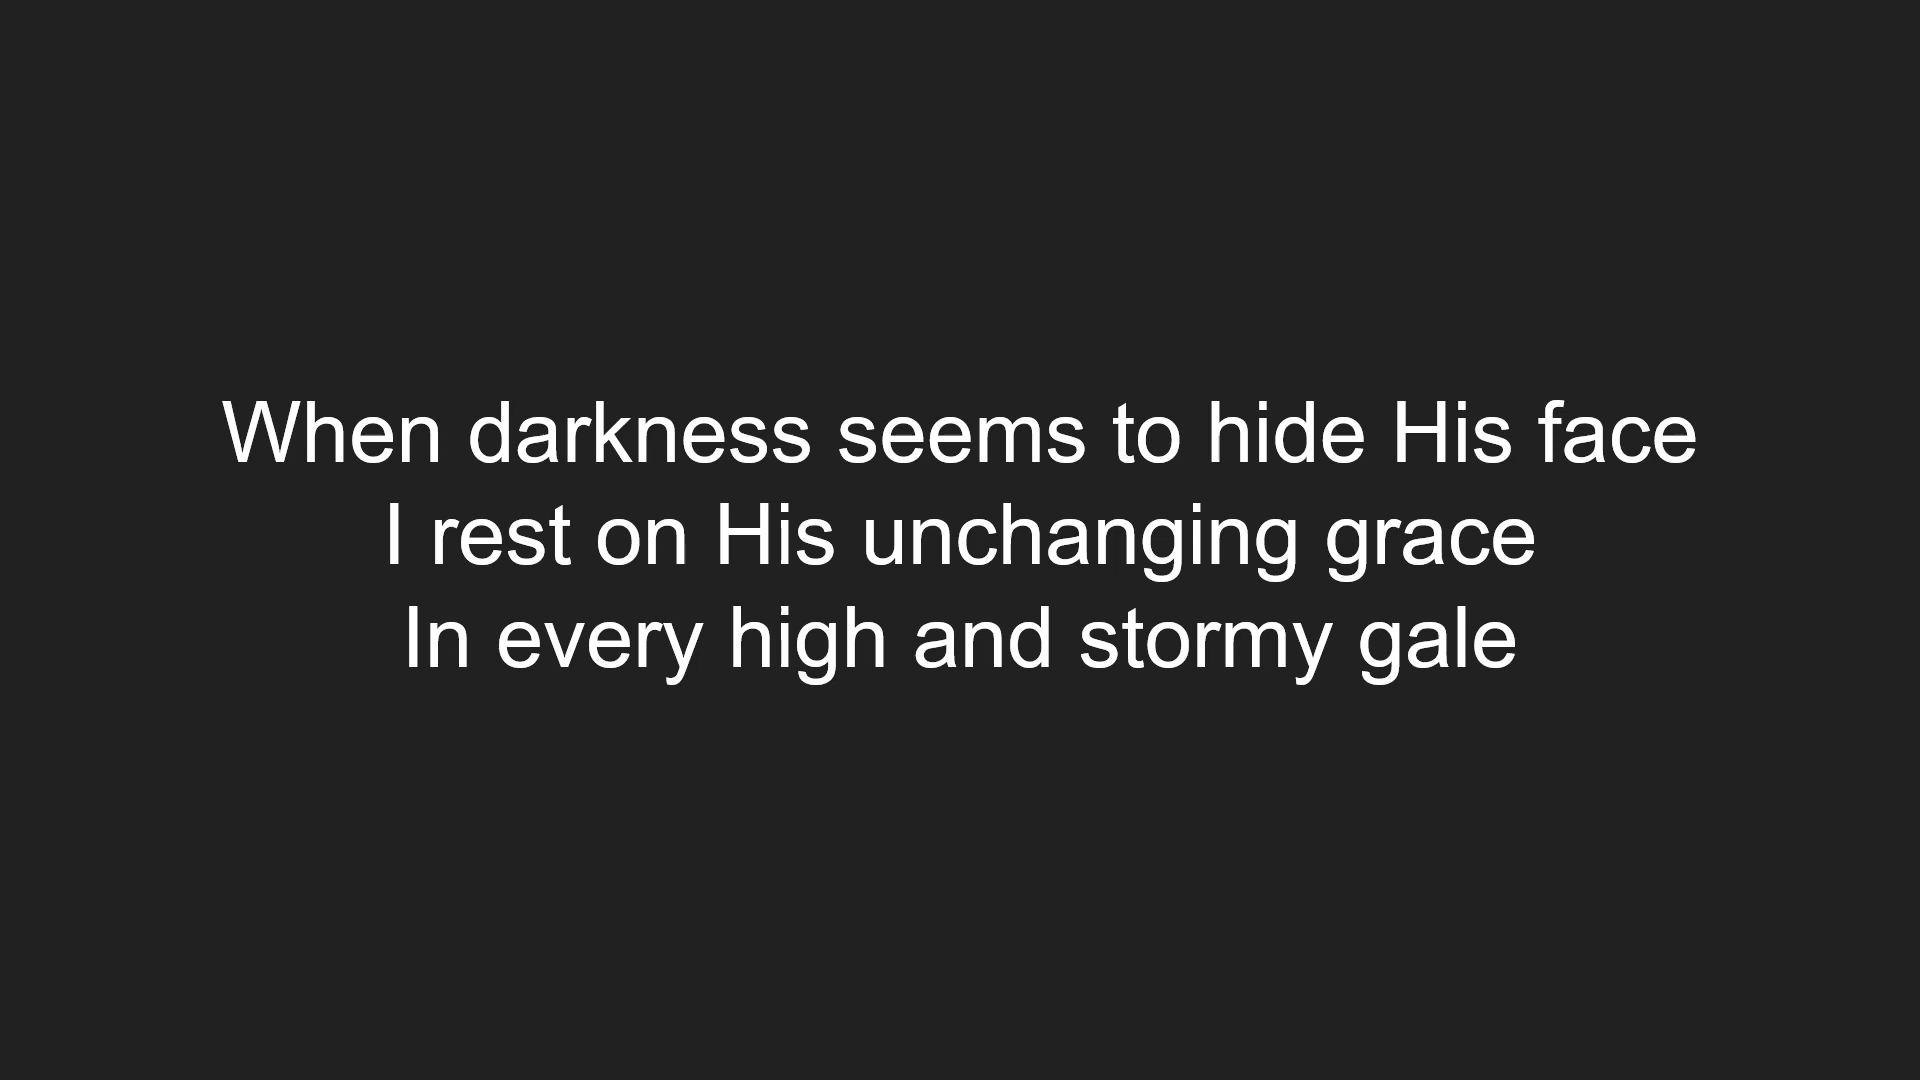 When darkness seems to hide His face
I rest on His unchanging grace
In every high and stormy gale